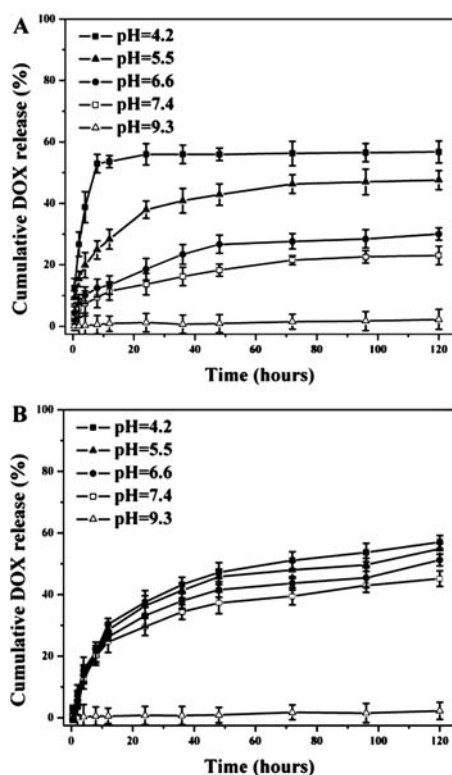 A
pH=4.2
pH=5.5
pH=6.6
pH=7.4
pH=9.3
Cumulative DOX release (%)
100
80
60
40
20
0
0 20 40 60 80 100 120
Time (hours)
B
pH=4.2
pH=5.5
pH=6.6
pH=7.4
pH=9.3
Cumulative DOX release (%)
100
80
60
40
20
0
0 20 40 60 80 100 120
Time (hours)